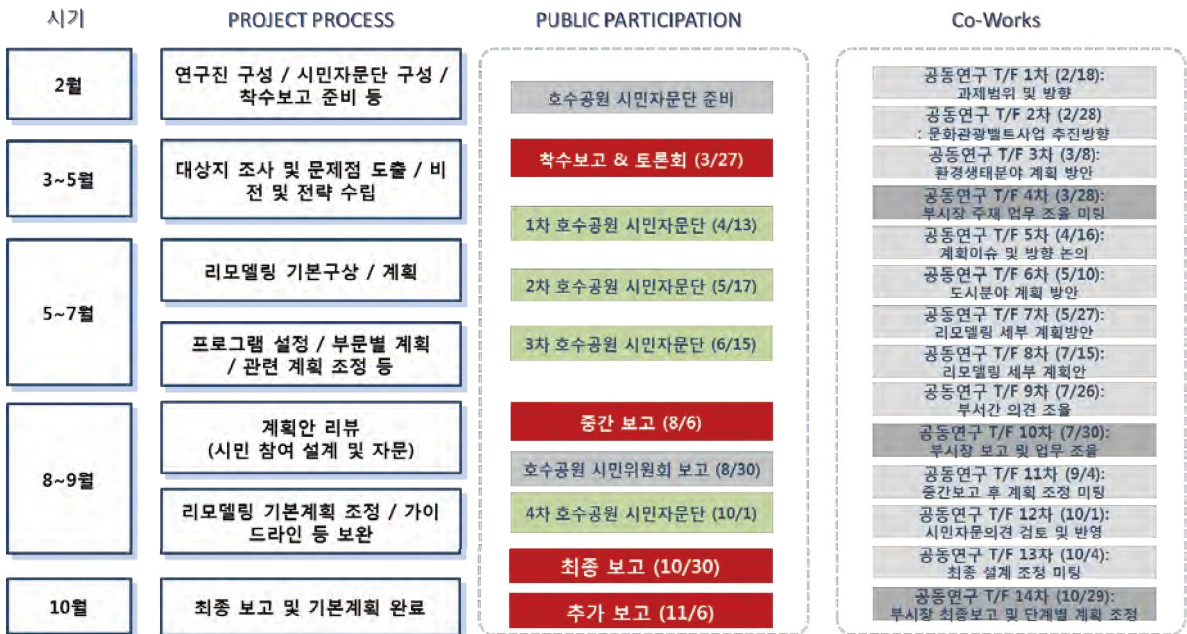 시기
PROJECT PROCESS
PUBLIC PARTICIPATION
Co-Works
2월
3~5월
5~7월
8~9월
10월
연구진 구성 / 시민자문단 구성 /
착수보고 준비 등
대상지 조사 및 문제점 도출 / 비
전 및 전략 수립
리모델링 기본구상 / 계획
프로그램 설정 / 부문별 계획
/ 관련 계획 조정 등
계획안 리뷰
(시민 참여 설계 및 자문)
리모델링 기본계획 조정 / 가이
드라인 등 보완
최종 보고 및 기본계획 완료
호수공원 시민자문단 준비
착수보고 & 토론회 (3/27)
1차 호수공원 시민자문단 (4/13)
2차 호수공원 시민자문단 (5/17)
3차 호수공원 시민자문단 (6/15)
중간 보고 (8/6)
호수공원 시민위원회 보고 (8/30)
4차 호수공원 시민자문단 (10/1)
최종 보고 (10/30)
추가 보고 (11/6)
공동연구 T/F 1차 (2/18):
과제범위 및 방향
공동연구 T/F 2차 (2/28)
: 문화관광벨트사업 추진방향
공동연구 T/F 3차 (3/8):
환경생태분야 계획 방안
공동연구 T/F 4차 (3/28):
부시장 주재 업무 조율 미팅
공동연구 T/F 5차 (4/16):
계획이슈 및 방향 논의
공동연구 T/F 6차 (5/10):
도시분야 계획 방안
공동연구 T/F 7차 (5/27):
리모델링 세부 계획방안
공동연구 T/F 8차 (7/15):
리모델링 세부 계획안
공동연구 T/F 9차 (7/26):
부서간 의견 조율
공동연구 T/F 10차 (7/30):
부시장 보고 및 업무 조율
공동연구 T/F 11차 (9/4):
중간보고 후 계획 조정 미팅
공동연구 T/F 12차 (10/1):
시민자문의견 검토 및 반영
공동연구 T/F 13차 (10/4):
최종 설계 조정 미팅
공동연구 T/F 14차 (10/29):
부시장 최종보고 및 단계별 계획 조정